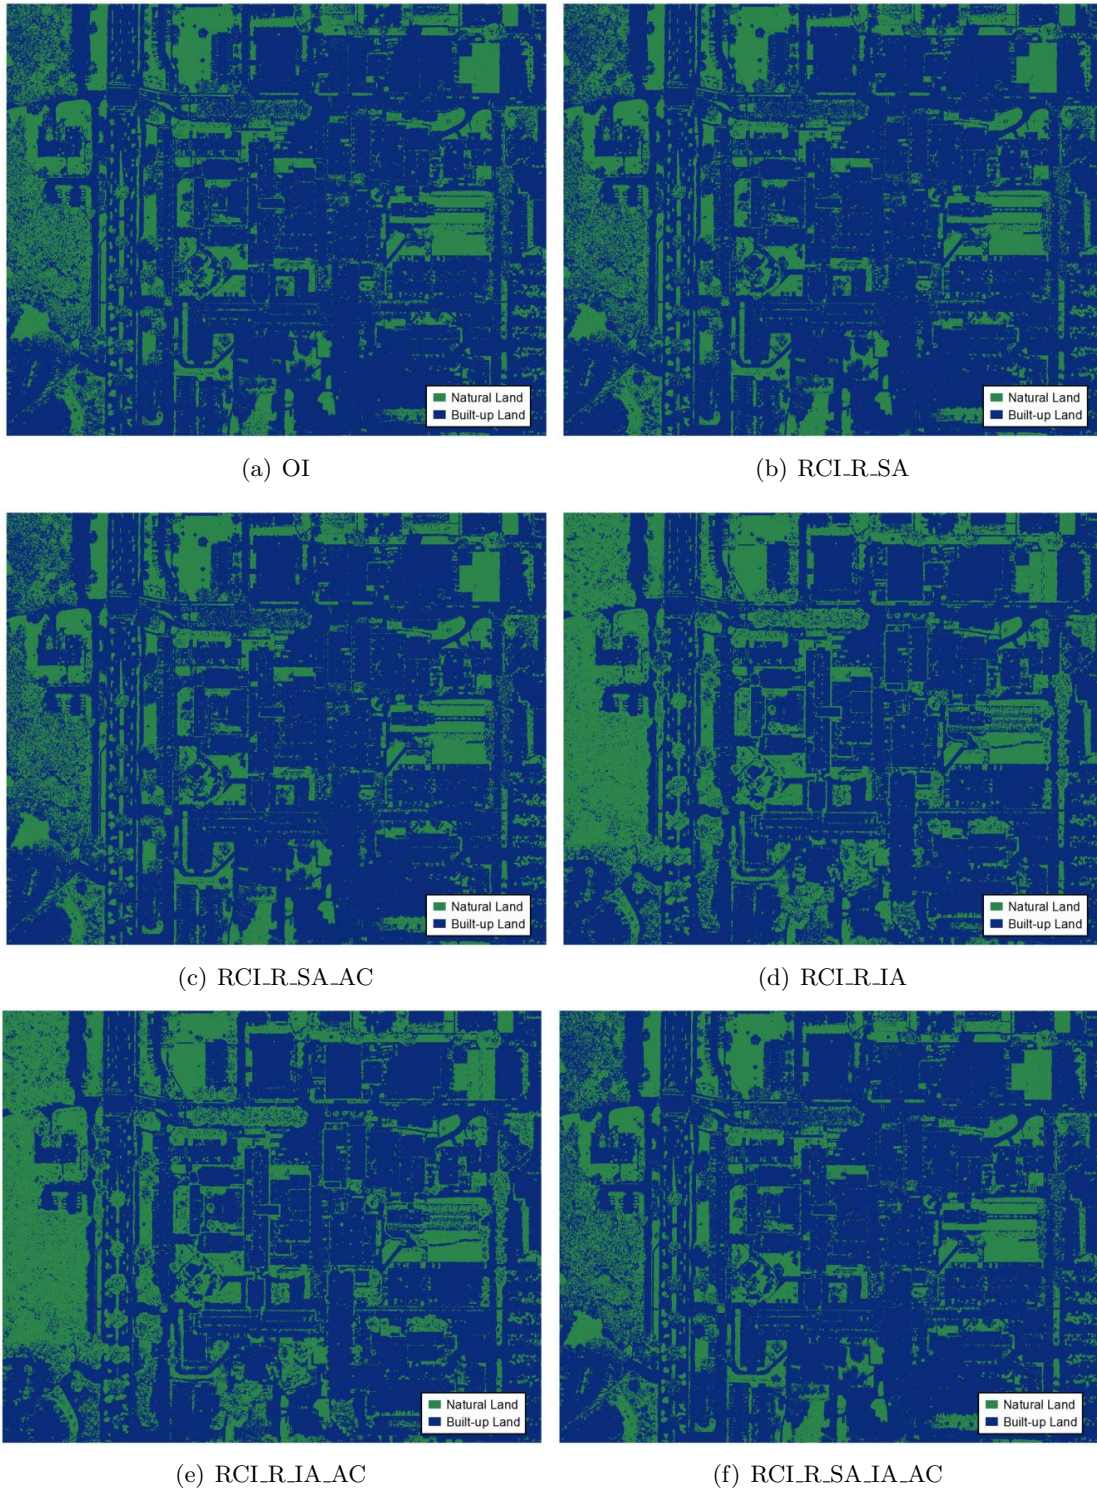 Natural Land
Built-up Land
Natural Land
Built-up Land
(a) OI
(b) RCI_R_SA
Natural Land
Built-up Land
Natural Land
Built-up Land
(c) RCI_R_SA_AC
(d) RCI_R_IA
Natural Land
Built-up Land
Natural Land
Built-up Land
(e) RCI_R_IA_AC
(f) RCI_R_SA_IA_AC